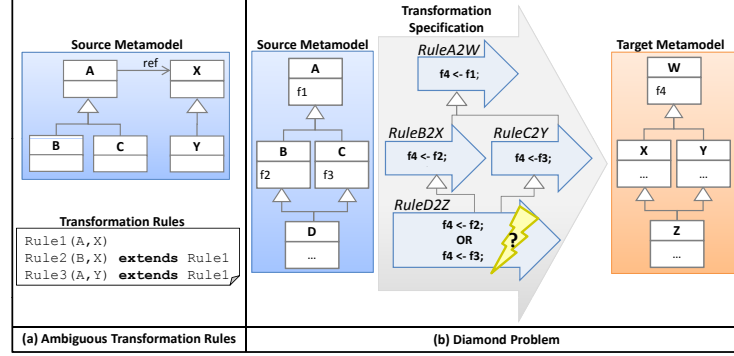 Source Metamodel
A
ref
X
B
C
Y
Transformation Rules
Rule1(A,X)
Rule2(B,X) extends Rule1
Rule3(A,Y) extends Rule1
(a) Ambiguous Transformation Rules
Source Metamodel
A
f1
B
f2
C
f3
D
...
Transformation
Specification
RuleA2W
f4 <- f1;
RuleB2X
f4 <- f2;
RuleC2Y
f4 <-f3;
RuleD2Z
f4 <- f2;
OR
f4 <- f3;
?
Target Metamodel
W
f4
X
...
Y
...
Z
...
(b) Diamond Problem